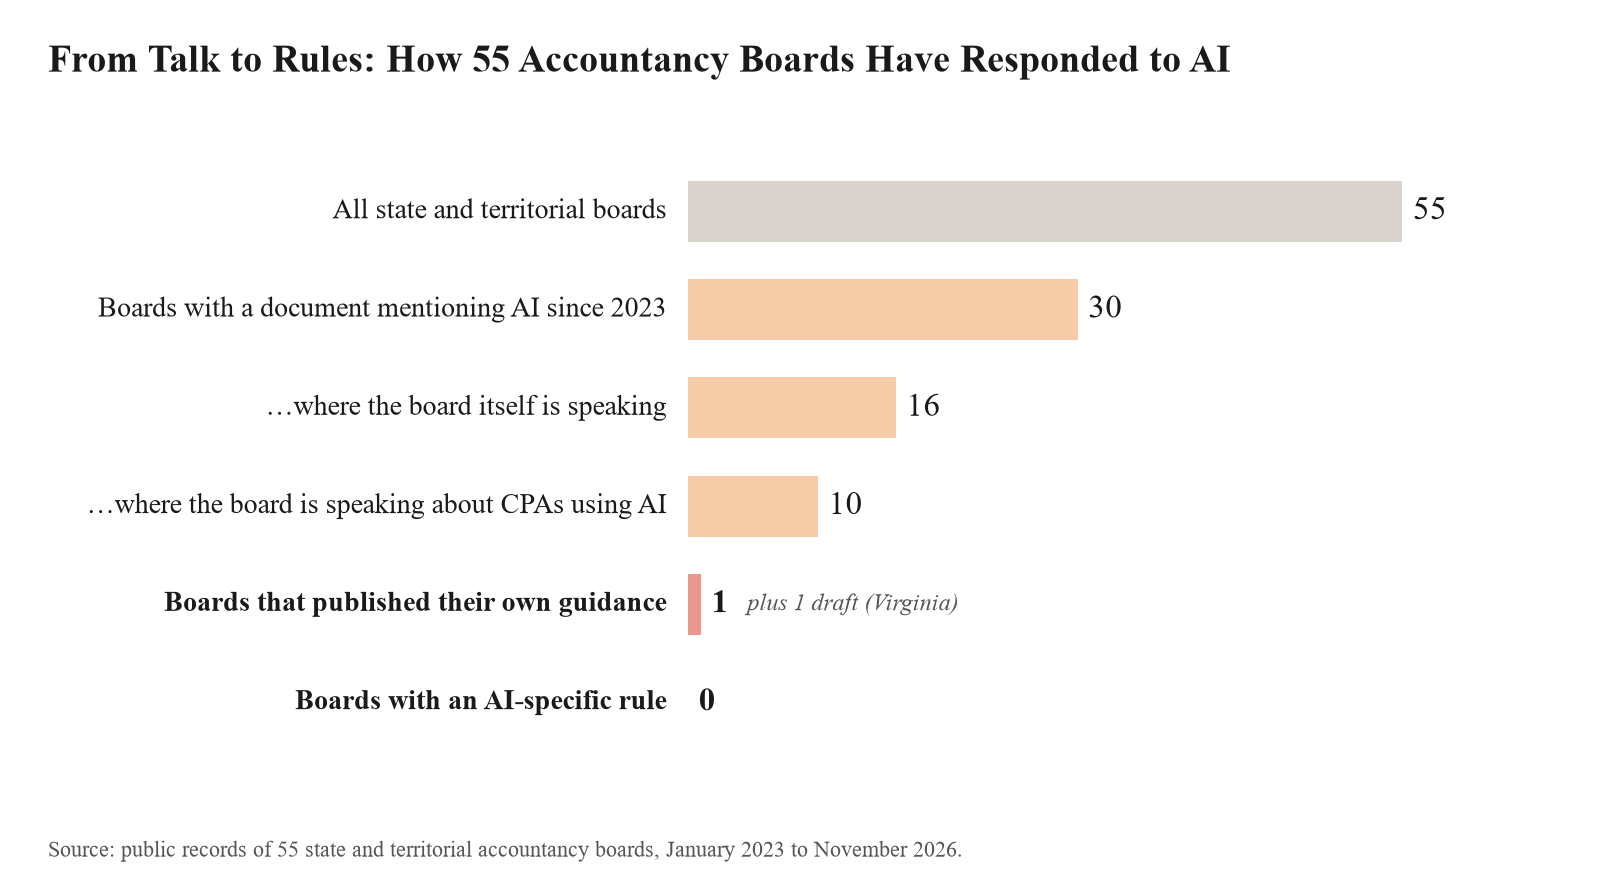 From Talk to Rules: How 55 Accountancy Boards Have Responded to AI
All state and territorial boards 55
Boards with a document mentioning AI since 2023 30
…where the board itself is speaking 16
…where the board is speaking about CPAs using AI 10
Boards that published their own guidance 1 plus 1 draft (Virginia)
Boards with an AI-specific rule 0
Source: public records of 55 state and territorial accountancy boards, January 2023 to November 2026.